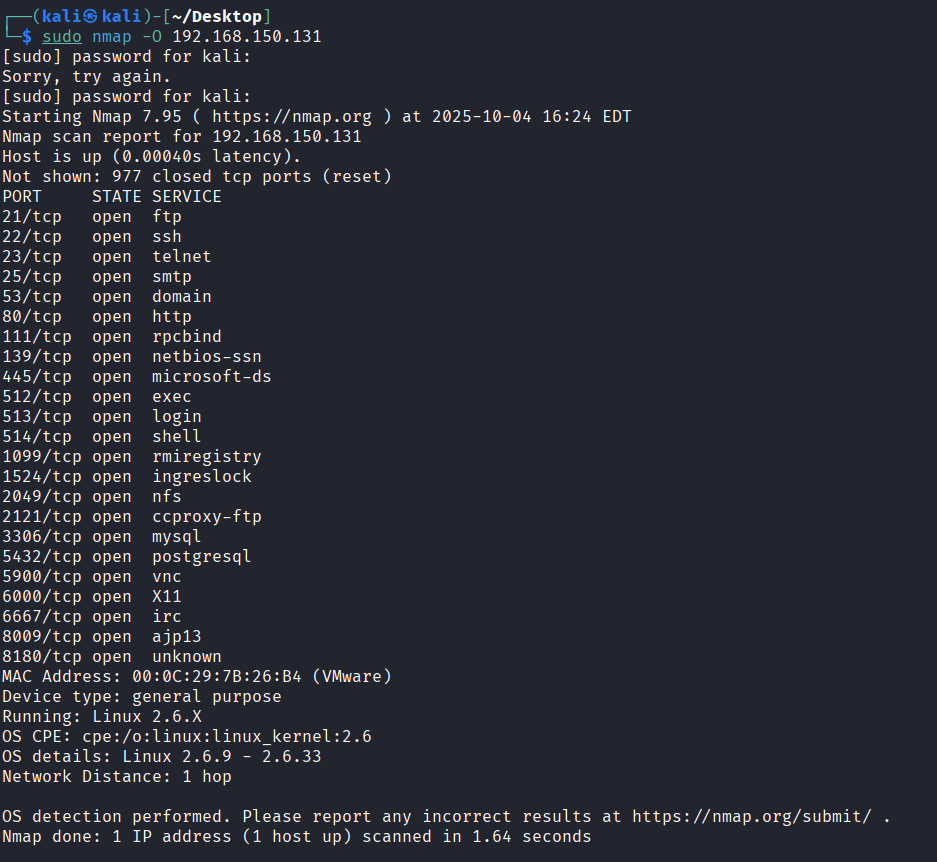 ┌──(kali㉿kali)-[~/Desktop]
└─$ sudo nmap -O 192.168.150.131
[sudo] password for kali:
Sorry, try again.
[sudo] password for kali:
Starting Nmap 7.95 ( https://nmap.org ) at 2025-10-04 16:24 EDT
Nmap scan report for 192.168.150.131
Host is up (0.00040s latency).
Not shown: 977 closed tcp ports (reset)
PORT     STATE SERVICE
21/tcp   open  ftp
22/tcp   open  ssh
23/tcp   open  telnet
25/tcp   open  smtp
53/tcp   open  domain
80/tcp   open  http
111/tcp  open  rpcbind
139/tcp  open  netbios-ssn
445/tcp  open  microsoft-ds
512/tcp  open  exec
513/tcp  open  login
514/tcp  open  shell
1099/tcp open  rmiregistry
1524/tcp open  ingreslock
2049/tcp open  nfs
2121/tcp open  ccproxy-ftp
3306/tcp open  mysql
5432/tcp open  postgresql
5900/tcp open  vnc
6000/tcp open  X11
6667/tcp open  irc
8009/tcp open  ajp13
8180/tcp open  unknown
MAC Address: 00:0C:29:7B:26:B4 (VMware)
Device type: general purpose
Running: Linux 2.6.X
OS CPE: cpe:/o:linux:linux_kernel:2.6
OS details: Linux 2.6.9 - 2.6.33
Network Distance: 1 hop

OS detection performed. Please report any incorrect results at https://nmap.org/submit/ .
Nmap done: 1 IP address (1 host up) scanned in 1.64 seconds